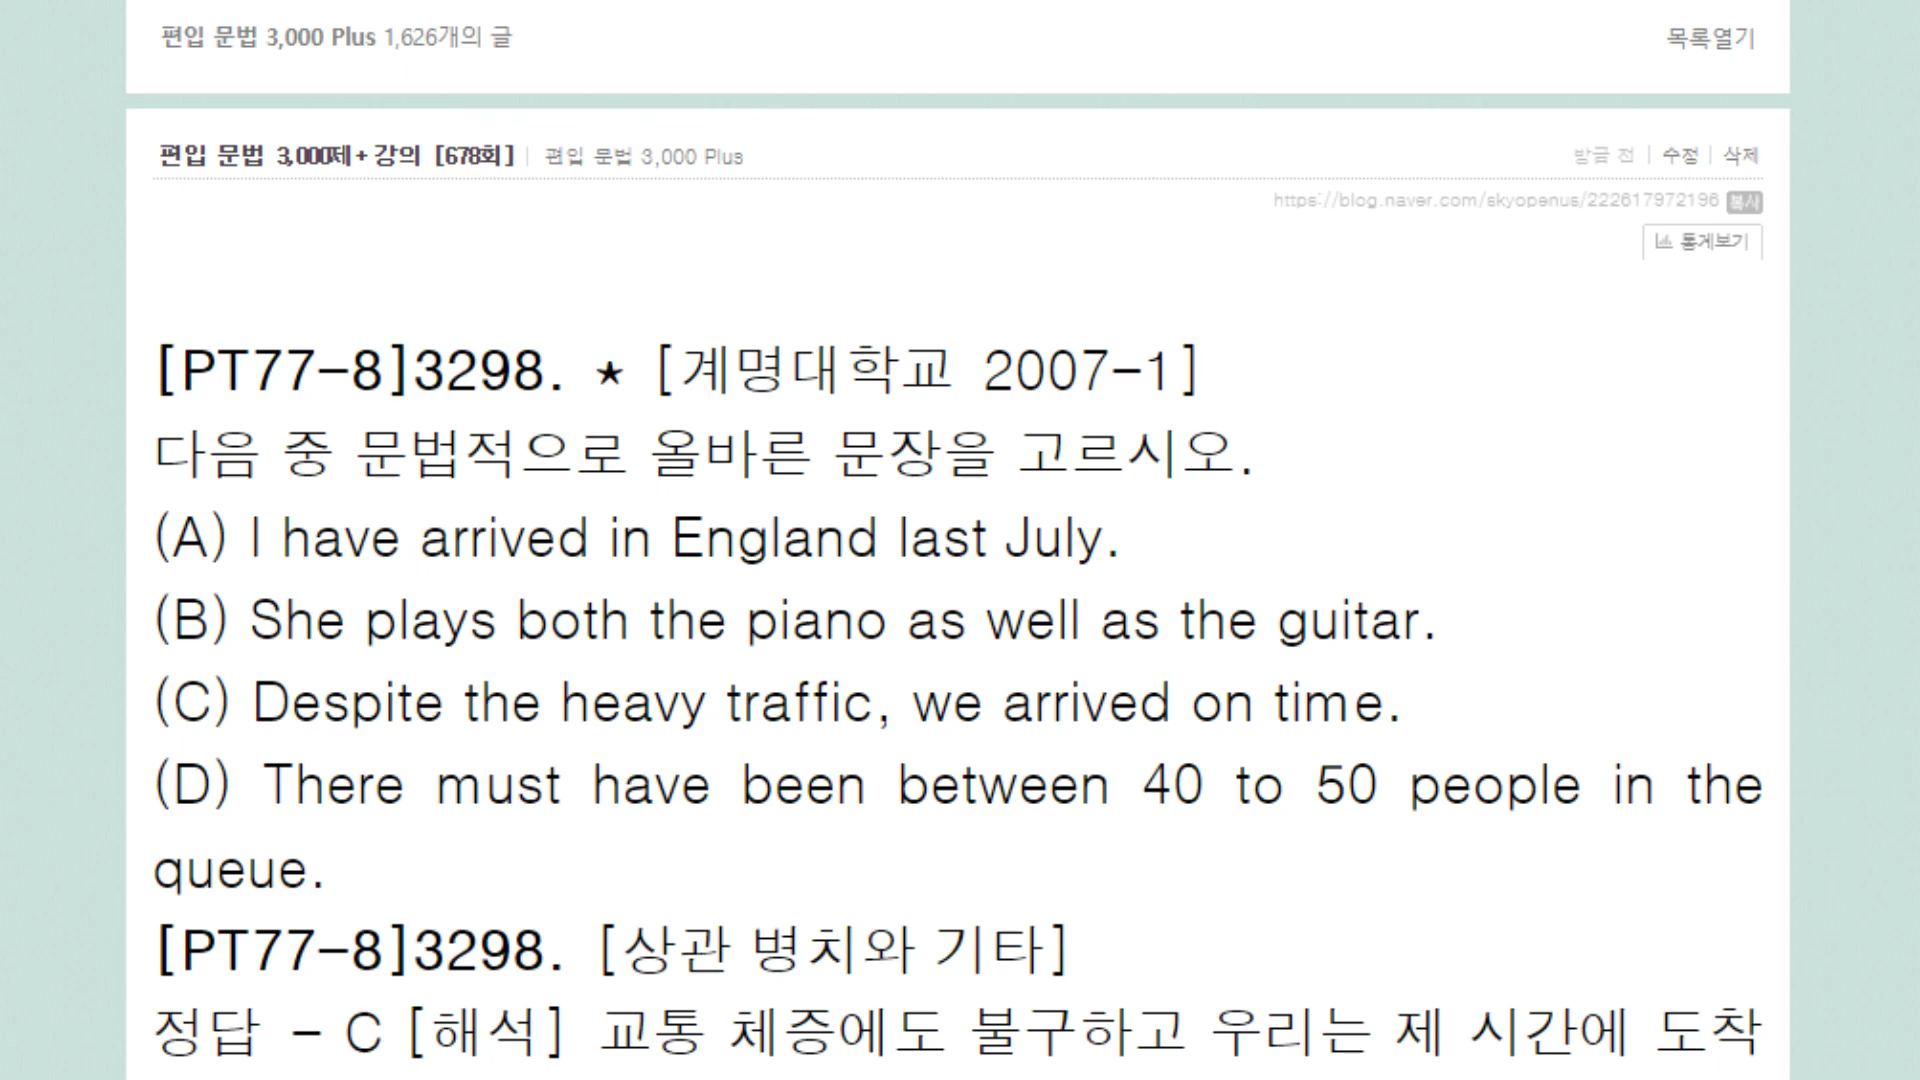 편입 문법 3,000 Plus 1,626개의 글
목록열기
편입 문법 3,000제+강의 [678회] | 편입 문법 3,000 Plus
방금 전 | 수정 | 삭제
https://blog.naver.com/skyopenus/222617972196 복사
통계보기
[PT77-8]3298. ★ [계명대학교 2007-1]
다음 중 문법적으로 올바른 문장을 고르시오.
(A) I have arrived in England last July.
(B) She plays both the piano as well as the guitar.
(C) Despite the heavy traffic, we arrived on time.
(D) There must have been between 40 to 50 people in the
queue.
[PT77-8]3298. [상관 병치와 기타]
정답 - C [해석] 교통 체증에도 불구하고 우리는 제 시간에 도착